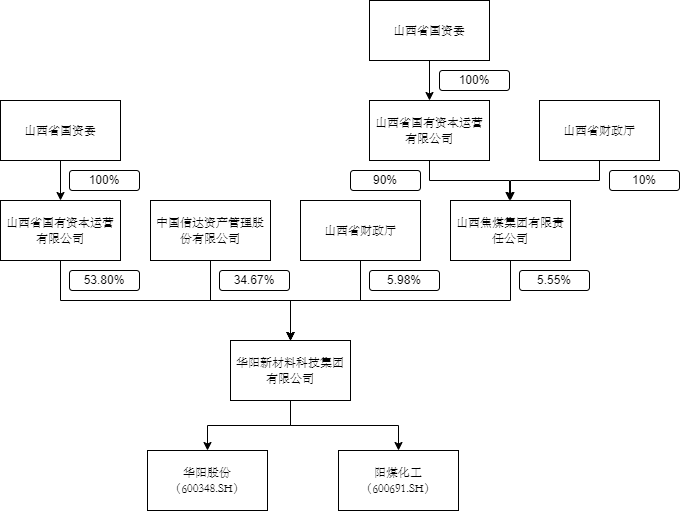 山西省国资委
100%
山西省国资委
山西省国有资本运营
有限公司
山西省财政厅
100%
90%
10%
山西省国有资本运营
有限公司
中国信达资产管理股
份有限公司
山西省财政厅
山西焦煤集团有限责
任公司
53.80%
34.67%
5.98%
5.55%
华阳新材料科技集团
有限公司
华阳股份
（600348.SH）
阳煤化工
（600691.SH）